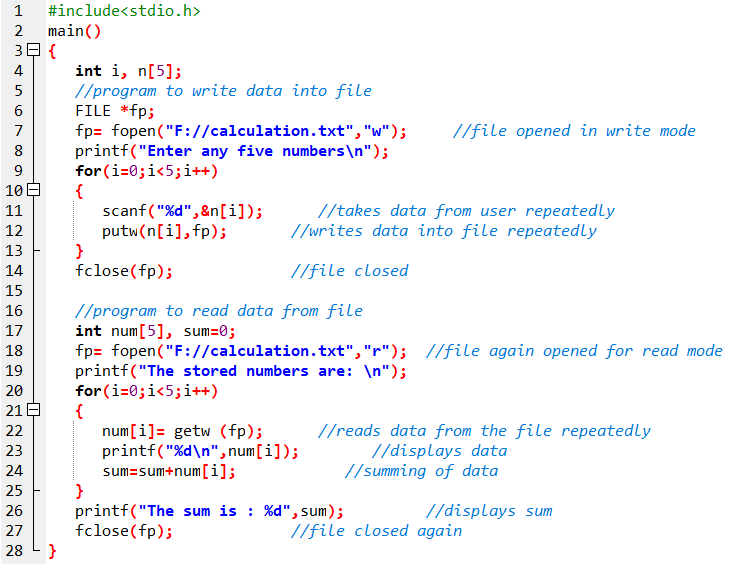 1 #include<stdio.h>
2 main()
3 {
4 int i, n[5];
5 //program to write data into file
6 FILE *fp;
7 fp= fopen("F://calculation.txt","w"); //file opened in write mode
8 printf("Enter any five numbers\n");
9 for(i=0;i<5;i++)
10 {
11 scanf("%d",&n[i]); //takes data from user repeatedly
12 putw(n[i],fp); //writes data into file repeatedly
13 }
14 fclose(fp); //file closed
15
16 //program to read data from file
17 int num[5], sum=0;
18 fp= fopen("F://calculation.txt","r"); //file again opened for read mode
19 printf("The stored numbers are: \n");
20 for(i=0;i<5;i++)
21 {
22 num[i]= getw (fp); //reads data from the file repeatedly
23 printf("%d\n",num[i]); //displays data
24 sum=sum+num[i]; //summing of data
25 }
26 printf("The sum is : %d",sum); //displays sum
27 fclose(fp); //file closed again
28 }